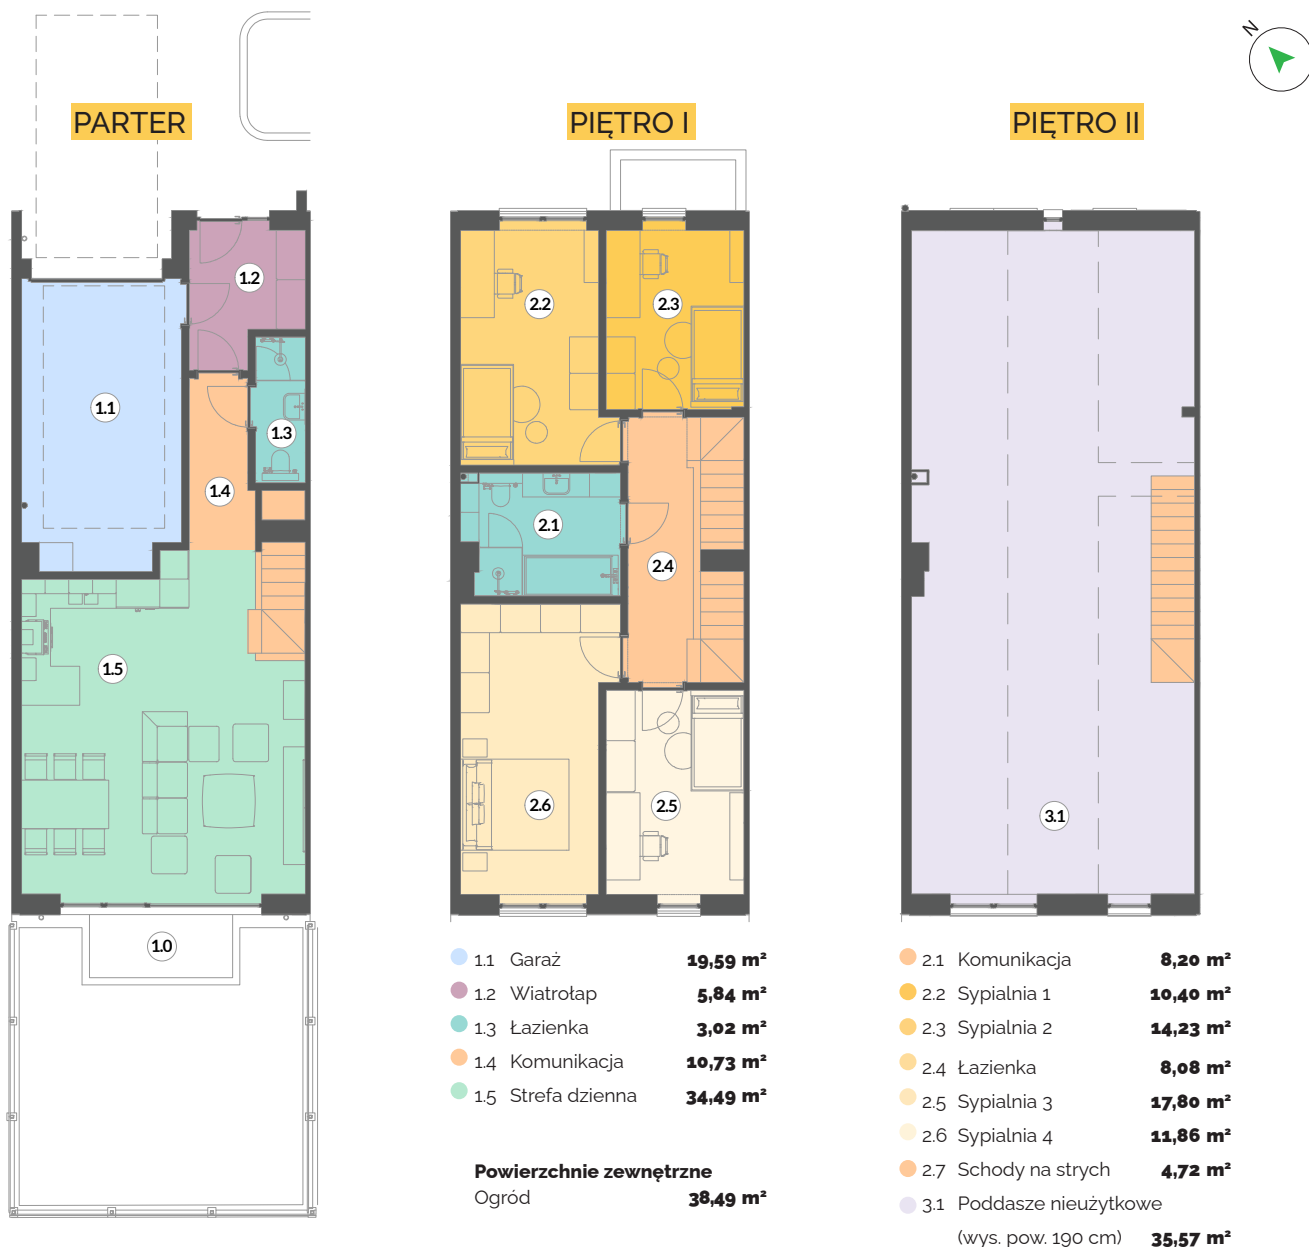 N
PARTER
PIĘTRO I
PIĘTRO II
1.2
1.1
1.3
1.4
1.5
1.0
2.2
2.3
2.1
2.4
2.6
2.5
3.1
1.1 Garaż 19,59 m²
1.2 Wiatrołap 5,84 m²
1.3 Łazienka 3,02 m²
1.4 Komunikacja 10,73 m²
1.5 Strefa dzienna 34,49 m²
Powierzchnie zewnętrzne
Ogród 38,49 m²
2.1 Komunikacja 8,20 m²
2.2 Sypialnia 1 10,40 m²
2.3 Sypialnia 2 14,23 m²
2.4 Łazienka 8,08 m²
2.5 Sypialnia 3 17,80 m²
2.6 Sypialnia 4 11,86 m²
2.7 Schody na strych 4,72 m²
3.1 Poddasze nieużytkowe
(wys. pow. 190 cm) 35,57 m²